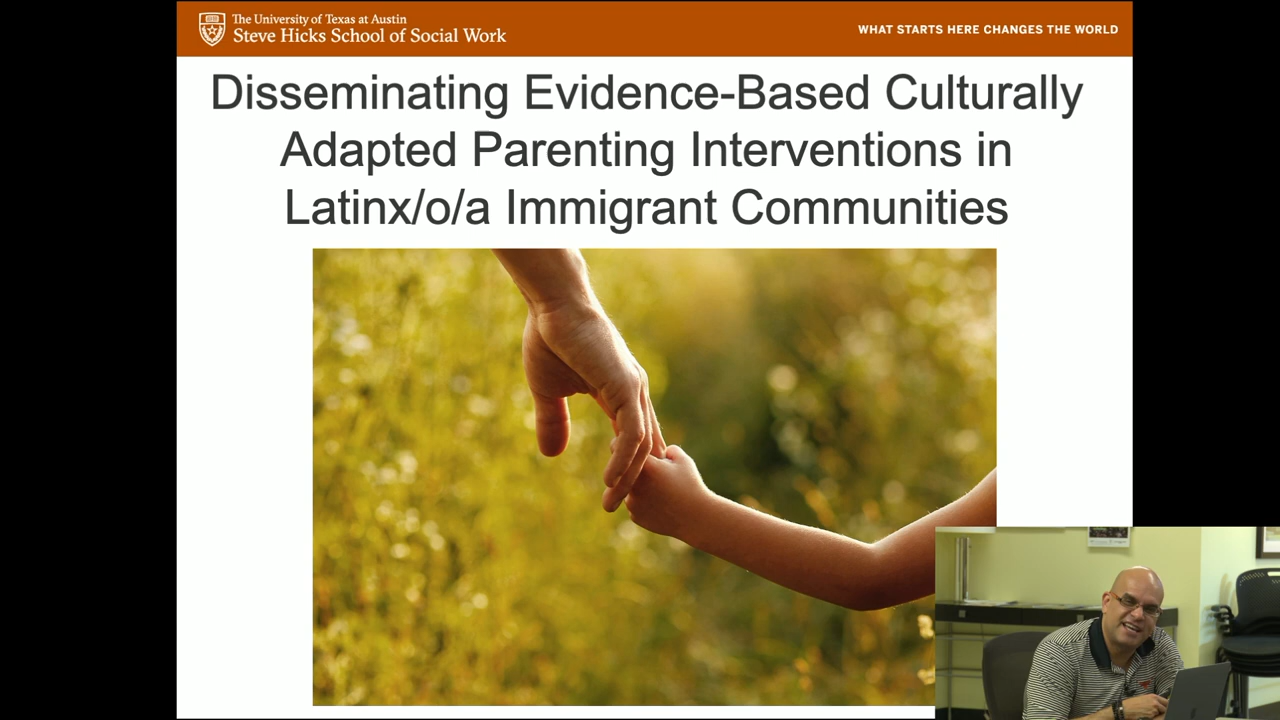 The University of Texas at Austin
Steve Hicks School of Social Work
WHAT STARTS HERE CHANGES THE WORLD
Disseminating Evidence-Based Culturally
Adapted Parenting Interventions in
Latinx/o/a Immigrant Communities